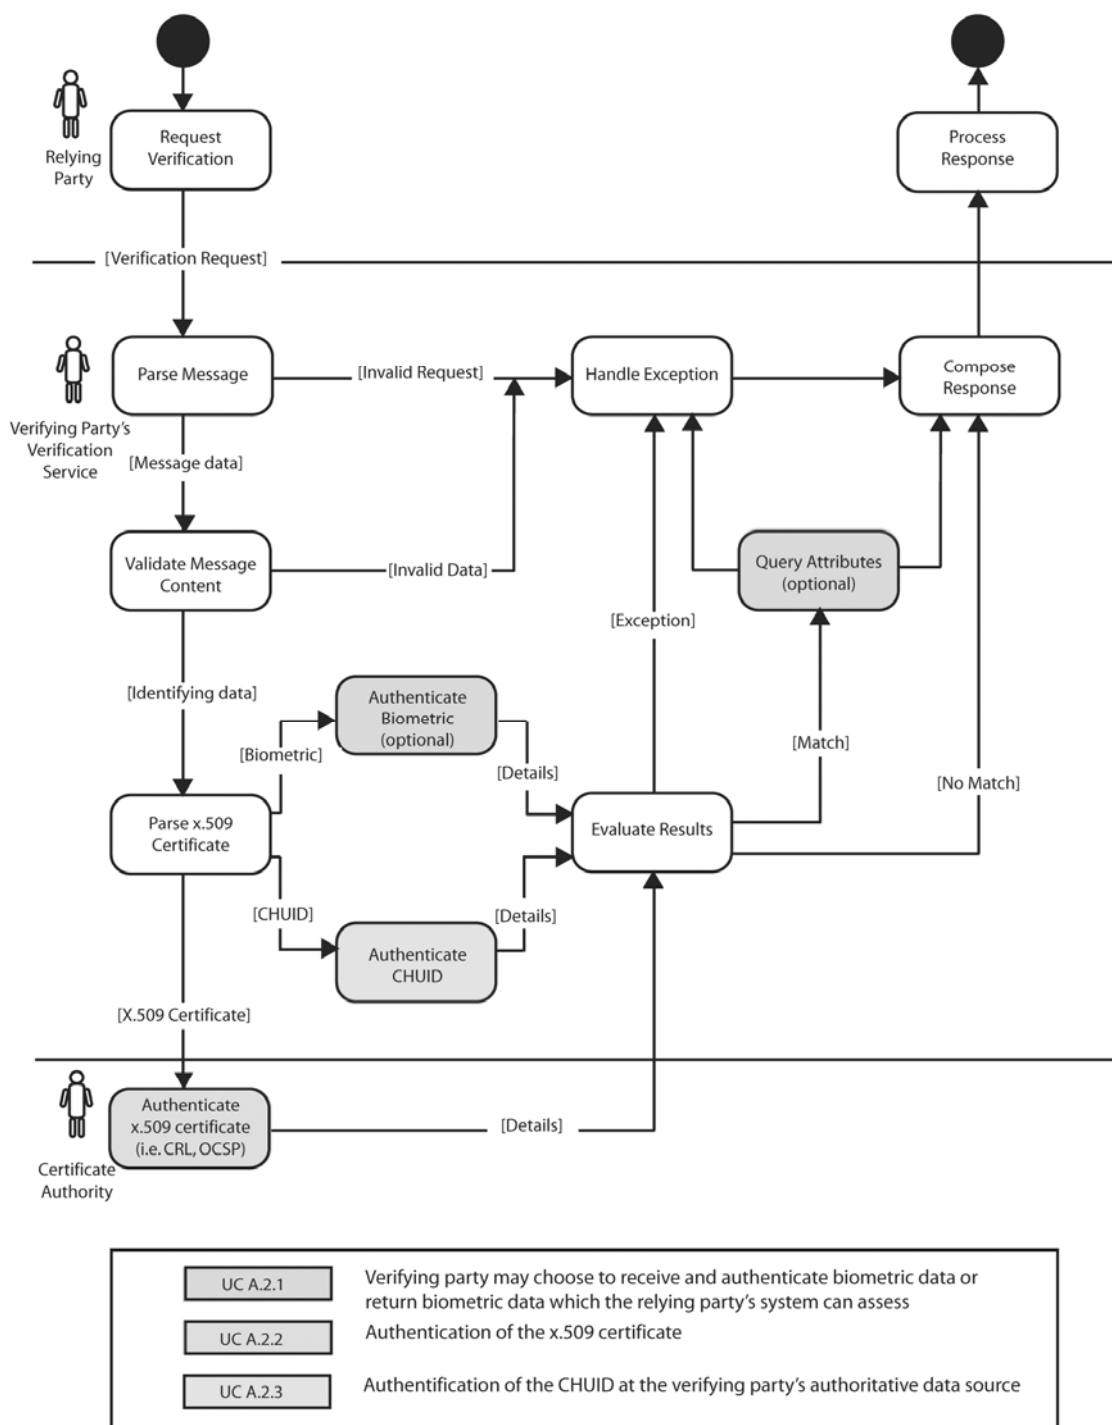 Relying
Party
Request
Verification
Process
Response
[Verification Request]
Verifying Party's
Verification
Service
Parse Message
[Invalid Request]
Handle Exception
Compose
Response
[Message data]
Validate Message
Content
[Invalid Data]
Query Attributes
(optional)
[Exception]
[Identifying data]
Authenticate
Biometric
(optional)
[Biometric]
[Details]
[Match]
[No Match]
Parse x.509
Certificate
Evaluate Results
[CHUID]
[Details]
Authenticate
CHUID
[X.509 Certificate]
Certificate
Authority
Authenticate
x.509 certificate
(i.e. CRL, OCSP)
[Details]
UC A.2.1
Verifying party may choose to receive and authenticate biometric data or
return biometric data which the relying party's system can assess
UC A.2.2
Authentication of the x.509 certificate
UC A.2.3
Authentification of the CHUID at the verifying party's authoritative data source